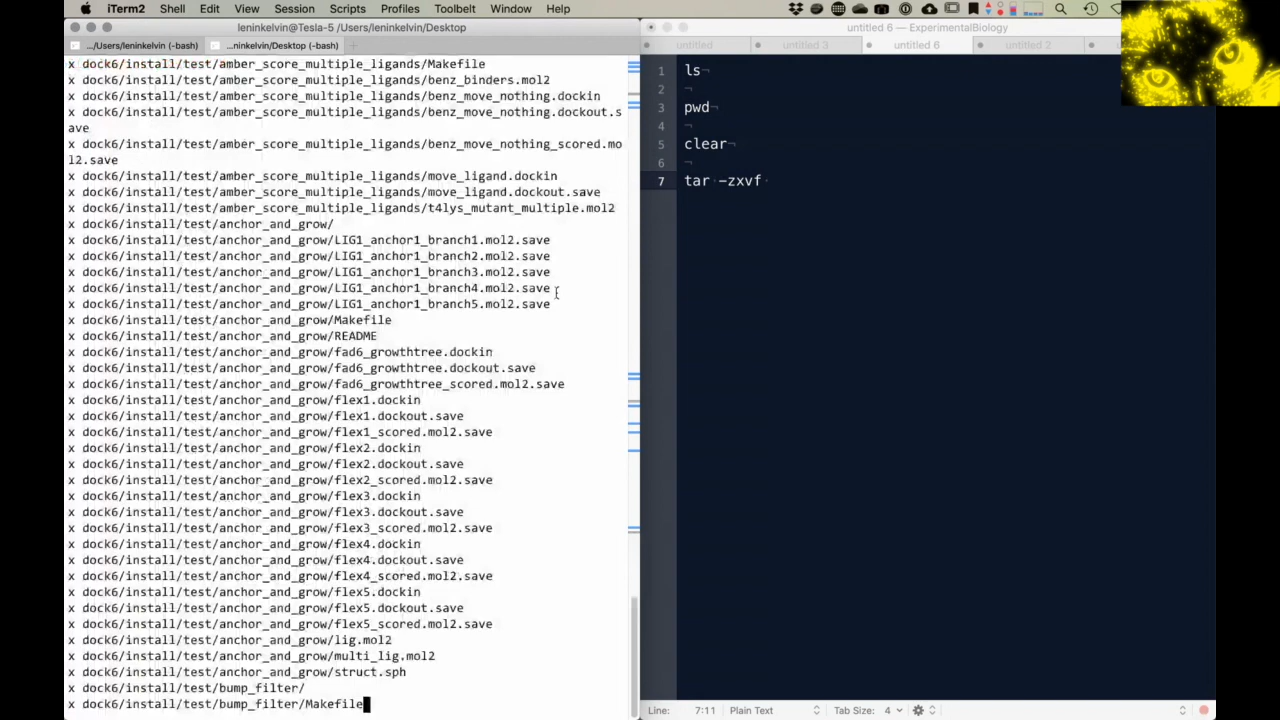 iTerm2 Shell Edit View Session Scripts Profiles Toolbelt Window Help
leninkelvin@Tesla-5 /Users/leninkelvin/Desktop
.../Users/leninkelvin (-bash) ...ninkelvin/Desktop (-bash)
x dock6/install/test/amber_score_multiple_ligands/Makefile
x dock6/install/test/amber_score_multiple_ligands/benz_binders.mol2
x dock6/install/test/amber_score_multiple_ligands/benz_move_nothing.dockin
x dock6/install/test/amber_score_multiple_ligands/benz_move_nothing.dockout.s
ave
x dock6/install/test/amber_score_multiple_ligands/benz_move_nothing_scored.mo
l2.save
x dock6/install/test/amber_score_multiple_ligands/move_ligand.dockin
x dock6/install/test/amber_score_multiple_ligands/move_ligand.dockout.save
x dock6/install/test/amber_score_multiple_ligands/t4lys_mutant_multiple.mol2
x dock6/install/test/anchor_and_grow/
x dock6/install/test/anchor_and_grow/LIG1_anchor1_branch1.mol2.save
x dock6/install/test/anchor_and_grow/LIG1_anchor1_branch2.mol2.save
x dock6/install/test/anchor_and_grow/LIG1_anchor1_branch3.mol2.save
x dock6/install/test/anchor_and_grow/LIG1_anchor1_branch4.mol2.save
x dock6/install/test/anchor_and_grow/LIG1_anchor1_branch5.mol2.save
x dock6/install/test/anchor_and_grow/Makefile
x dock6/install/test/anchor_and_grow/README
x dock6/install/test/anchor_and_grow/fad6_growthtree.dockin
x dock6/install/test/anchor_and_grow/fad6_growthtree.dockout.save
x dock6/install/test/anchor_and_grow/fad6_growthtree_scored.mol2.save
x dock6/install/test/anchor_and_grow/flex1.dockin
x dock6/install/test/anchor_and_grow/flex1.dockout.save
x dock6/install/test/anchor_and_grow/flex1_scored.mol2.save
x dock6/install/test/anchor_and_grow/flex2.dockin
x dock6/install/test/anchor_and_grow/flex2.dockout.save
x dock6/install/test/anchor_and_grow/flex2_scored.mol2.save
x dock6/install/test/anchor_and_grow/flex3.dockin
x dock6/install/test/anchor_and_grow/flex3.dockout.save
x dock6/install/test/anchor_and_grow/flex3_scored.mol2.save
x dock6/install/test/anchor_and_grow/flex4.dockin
x dock6/install/test/anchor_and_grow/flex4.dockout.save
x dock6/install/test/anchor_and_grow/flex4_scored.mol2.save
x dock6/install/test/anchor_and_grow/flex5.dockin
x dock6/install/test/anchor_and_grow/flex5.dockout.save
x dock6/install/test/anchor_and_grow/flex5_scored.mol2.save
x dock6/install/test/anchor_and_grow/lig.mol2
x dock6/install/test/anchor_and_grow/multi_lig.mol2
x dock6/install/test/anchor_and_grow/struct.sph
x dock6/install/test/bump_filter/
x dock6/install/test/bump_filter/Makefile
untitled 6 — ExperimentalBiology
untitled untitled 3 untitled 6 untitled 2
1 ls¬
2 ¬
3 pwd¬
4 ¬
5 clear¬
6 ¬
7 tar -zxvf
Line: 7:11 Plain Text Tab Size: 4